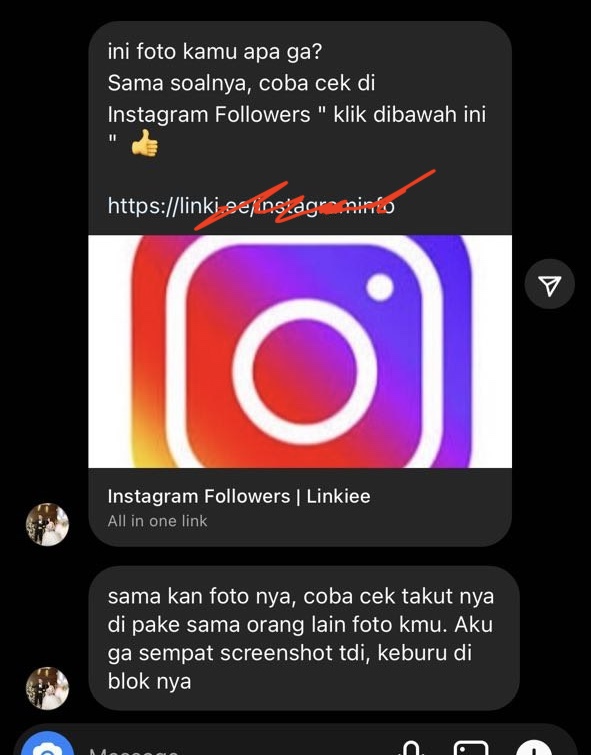 ini foto kamu apa ga?
Sama soalnya, coba cek di
Instagram Followers " klik dibawah ini
" 👍
https://linki.ee/instagraminfo
Instagram Followers | Linkiee
All in one link
sama kan foto nya, coba cek takut nya
di pake sama orang lain foto kmu. Aku
ga sempat screenshot tdi, keburu di
blok nya
Message